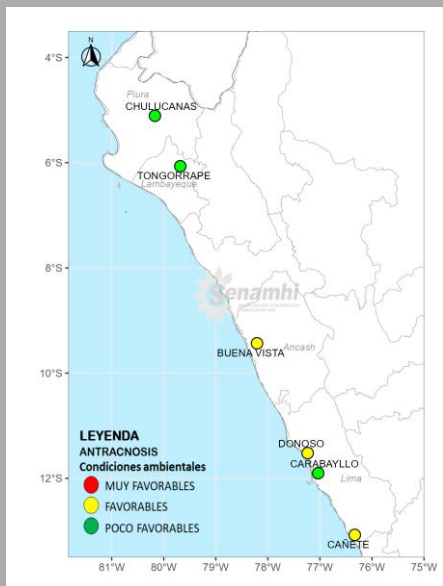 N
4°S
Piura
CHULUCANAS
6°S
TONGORRAPE
Lambayeque
8°S
Senamhi
BUENA VISTA
Ancash
10°S
DONOSO
CARABAYLLO
Lima
12°S
CAÑETE
LEYENDA
ANTRACNOSIS
Condiciones ambientales
MUY FAVORABLES
FAVORABLES
POCO FAVORABLES
81°W 80°W 79°W 78°W 77°W 76°W 75°W